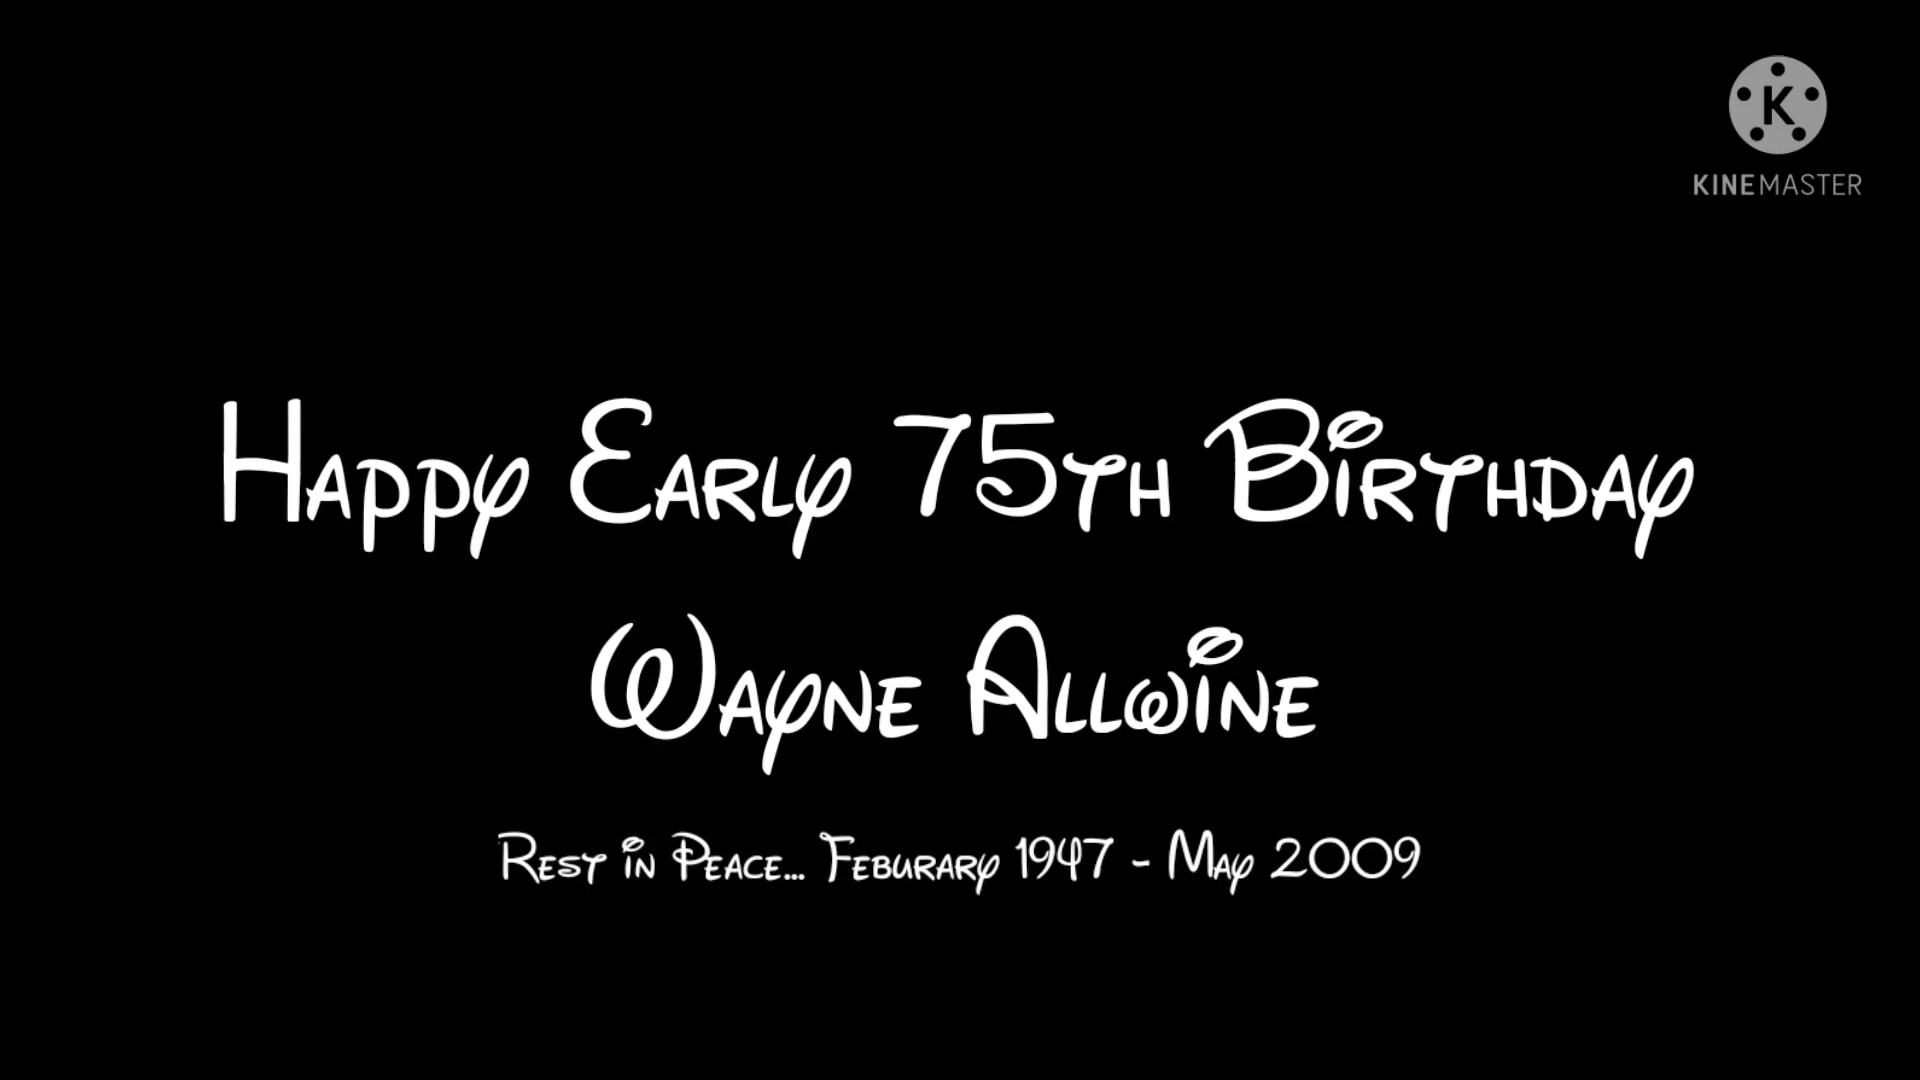 KINEMASTER
Happy Early 75th Birthday
Wayne Allwine
Rest in Peace... Feburary 1947 - May 2009